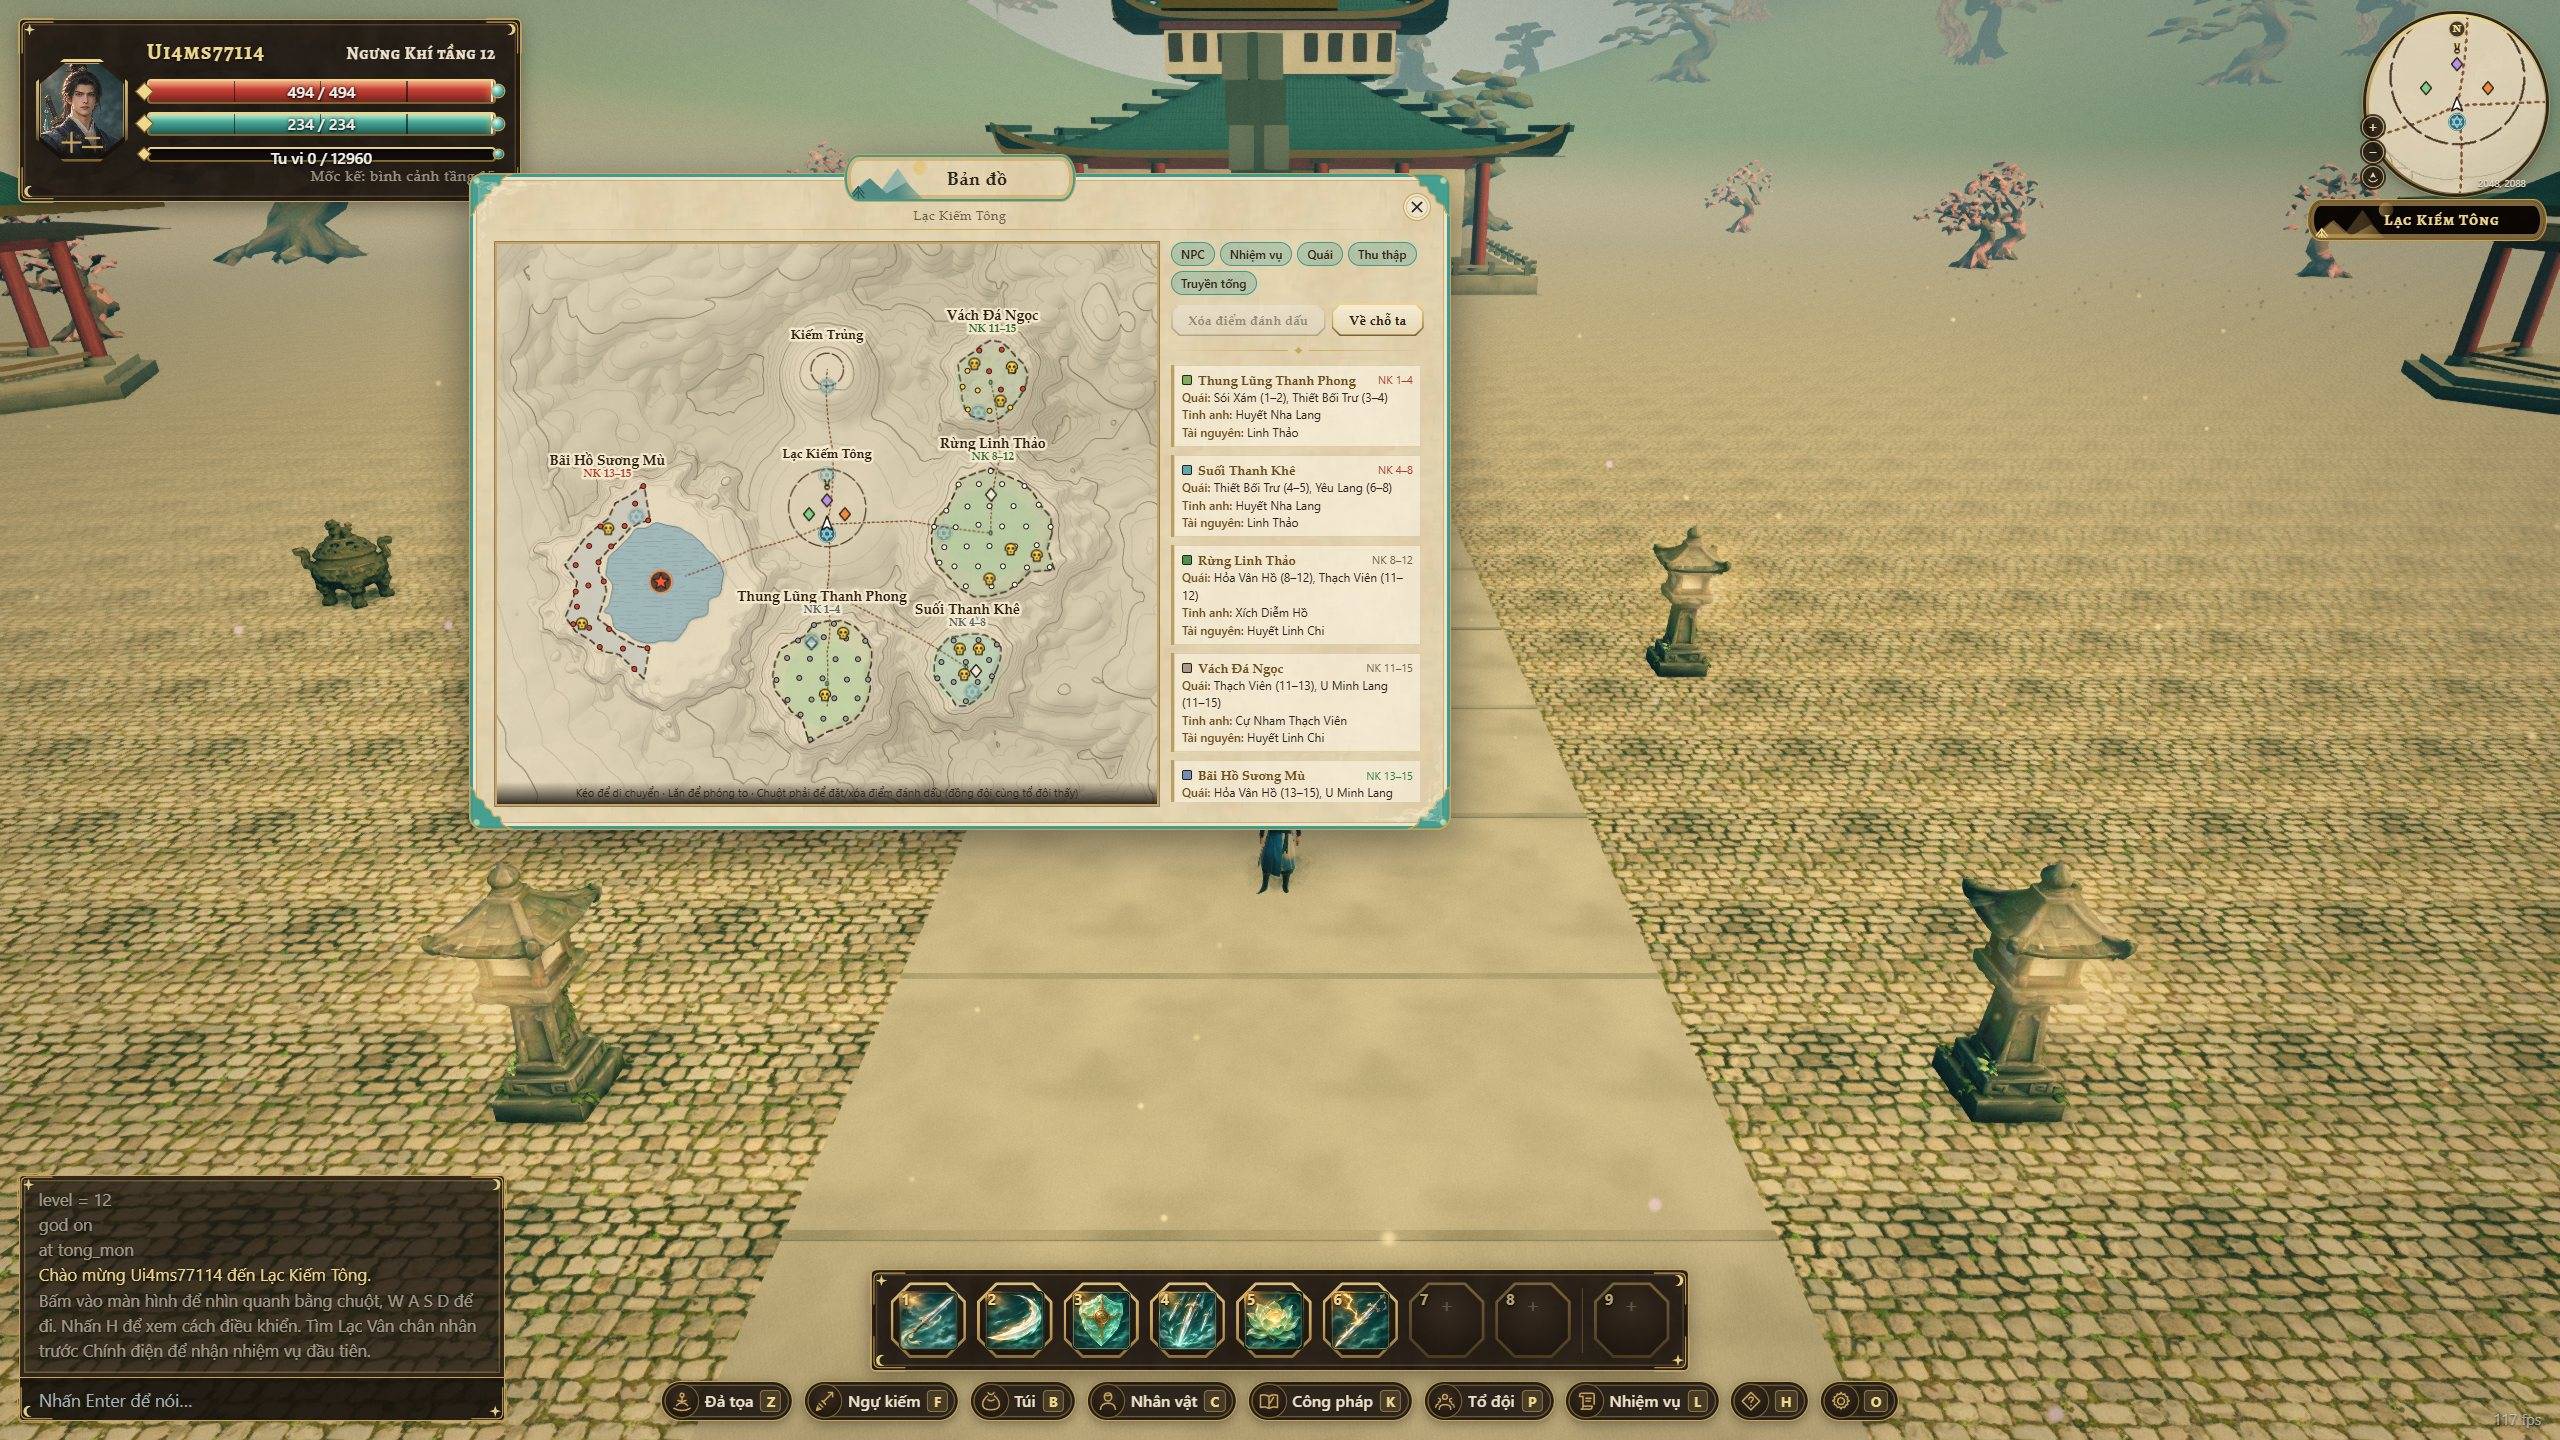 Ui4ms77114
Ngưng Khí tầng 12
494 / 494
234 / 234
Tu vi 0 / 12960
Mốc kế: bình cảnh tầng
N
+
−
2048, 2088
Lạc Kiếm Tông
Bản đồ
Lạc Kiếm Tông
Kiếm Trủng
Vách Đá Ngọc
NK 11–15
Rừng Linh Thảo
NK 8–12
Lạc Kiếm Tông
Bãi Hồ Sương Mù
NK 13–15
Thung Lũng Thanh Phong
NK 1–4
Suối Thanh Khê
NK 4–8
Kéo để di chuyển · Lăn để phóng to · Chuột phải để đặt/xóa điểm đánh dấu (đồng đội cùng tổ đội thấy)
NPC
Nhiệm vụ
Quái
Thu thập
Truyền tống
Xóa điểm đánh dấu
Về chỗ ta
Thung Lũng Thanh Phong NK 1–4
Quái: Sói Xám (1–2), Thiết Bối Trư (3–4)
Tinh anh: Huyết Nha Lang
Tài nguyên: Linh Thảo
Suối Thanh Khê NK 4–8
Quái: Thiết Bối Trư (4–5), Yêu Lang (6–8)
Tinh anh: Huyết Nha Lang
Tài nguyên: Linh Thảo
Rừng Linh Thảo NK 8–12
Quái: Hỏa Vân Hồ (8–12), Thạch Viên (11–
12)
Tinh anh: Xích Diễm Hồ
Tài nguyên: Huyết Linh Chi
Vách Đá Ngọc NK 11–15
Quái: Thạch Viên (11–13), U Minh Lang
(11–15)
Tinh anh: Cự Nham Thạch Viên
Tài nguyên: Huyết Linh Chi
Bãi Hồ Sương Mù NK 13–15
Quái: Hỏa Vân Hồ (13–15), U Minh Lang
level = 12
god on
at tong_mon
Chào mừng Ui4ms77114 đến Lạc Kiếm Tông.
Bấm vào màn hình để nhìn quanh bằng chuột, W A S D để
đi. Nhấn H để xem cách điều khiển. Tìm Lạc Vân chân nhân
trước Chính điện để nhận nhiệm vụ đầu tiên.
Nhấn Enter để nói...
1
2
3
4
5
6
7 +
8 +
9 +
Đả tọa Z
Ngự kiếm F
Túi B
Nhân vật C
Công pháp K
Tổ đội P
Nhiệm vụ L
? H
O
117 fps